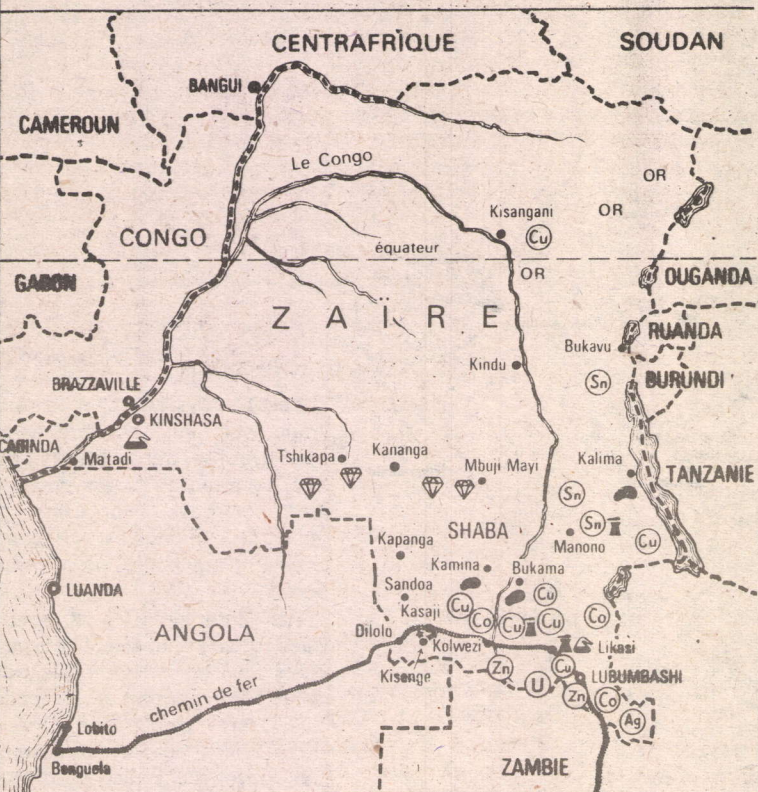 CENTRAFRIQUE
SOUDAN
BANGUI
CAMEROUN
Le Congo
OR
OR
Kisangani
Cu
CONGO
équateur
OR
GABON
OUGANDA
ZAÏRE
RUANDA
Bukavu
Kindu
Sn
BURUNDI
BRAZZAVILLE
KINSHASA
CABINDA
Matadi
Tshikapa
Kananga
Mbuji Mayi
Kalima
TANZANIE
Sn
SHABA
Sn
Cu
Manono
Kapanga
Kamina
Bukama
LUANDA
Sandoa
Cu
Kasaji
Cu
Co
Cu
Cu
Co
ANGOLA
Dilolo
Kolwezi
Likasi
Kisenge
Zn
Cu
LUBUMBASHI
U
Zn
Co
chemin de fer
Ag
Lobito
Benguela
ZAMBIE